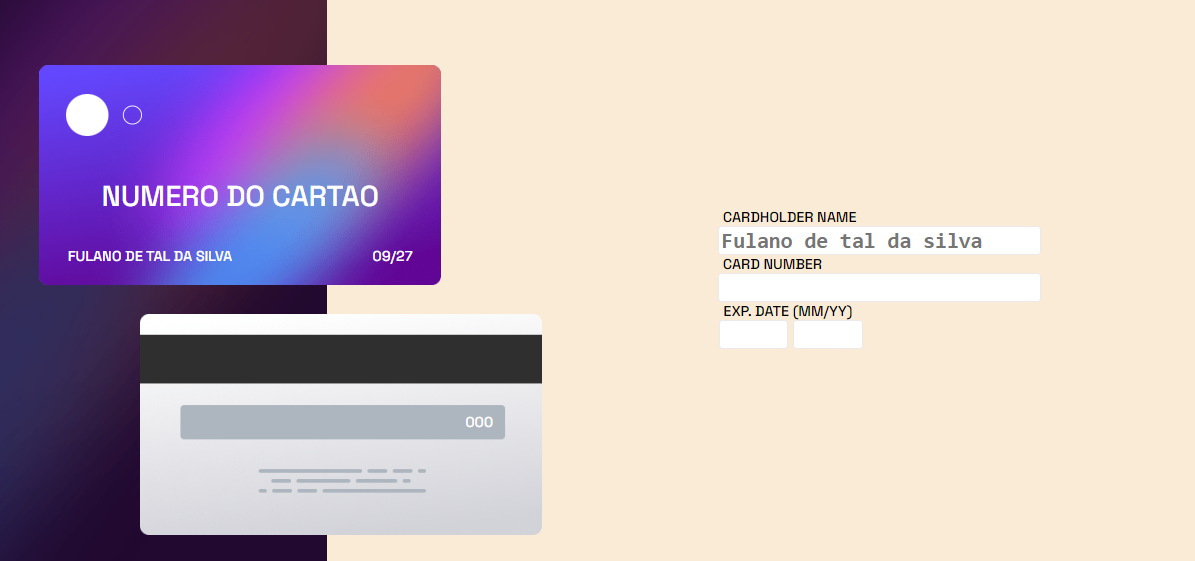 NUMERO DO CARTAO
FULANO DE TAL DA SILVA 09/27
000
CARDHOLDER NAME
Fulano de tal da silva
CARD NUMBER
EXP. DATE (MM/YY)